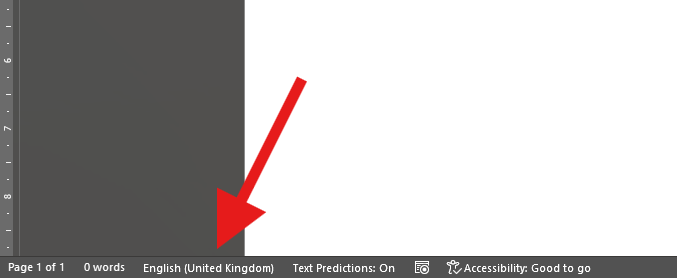 6
7
8
Page 1 of 1 0 words English (United Kingdom) Text Predictions: On Accessibility: Good to go